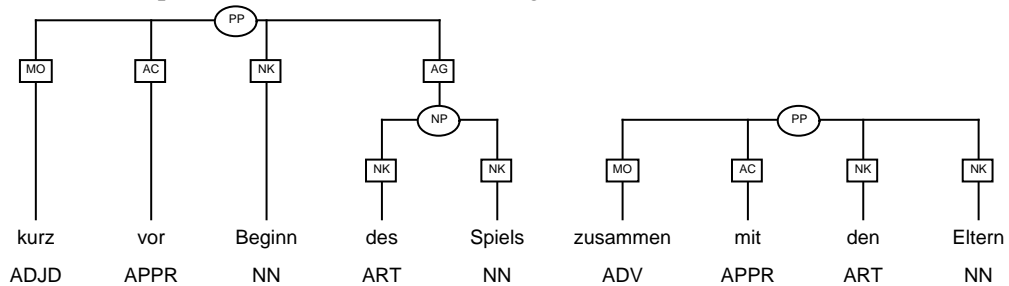 PP
MO AC NK AG
NP PP
NK NK MO AC NK NK
kurz vor Beginn des Spiels zusammen mit den Eltern
ADJD APPR NN ART NN ADV APPR ART NN